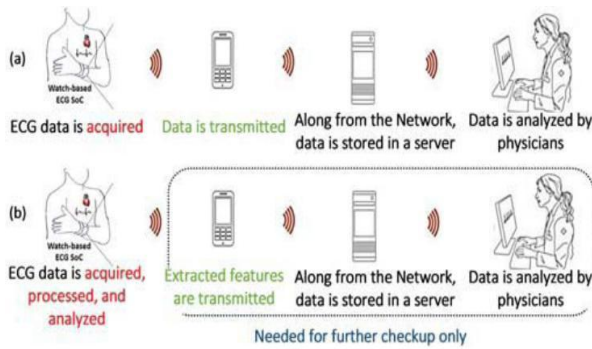 (a)
Watch-based
ECG SoC
ECG data is acquired
Data is transmitted
Along from the Network,
data is stored in a server
Data is analyzed by
physicians
(b)
Watch-based
ECG SoC
ECG data is acquired,
processed, and
analyzed
Extracted features
are transmitted
Along from the Network,
data is stored in a server
Data is analyzed by
physicians
Needed for further checkup only